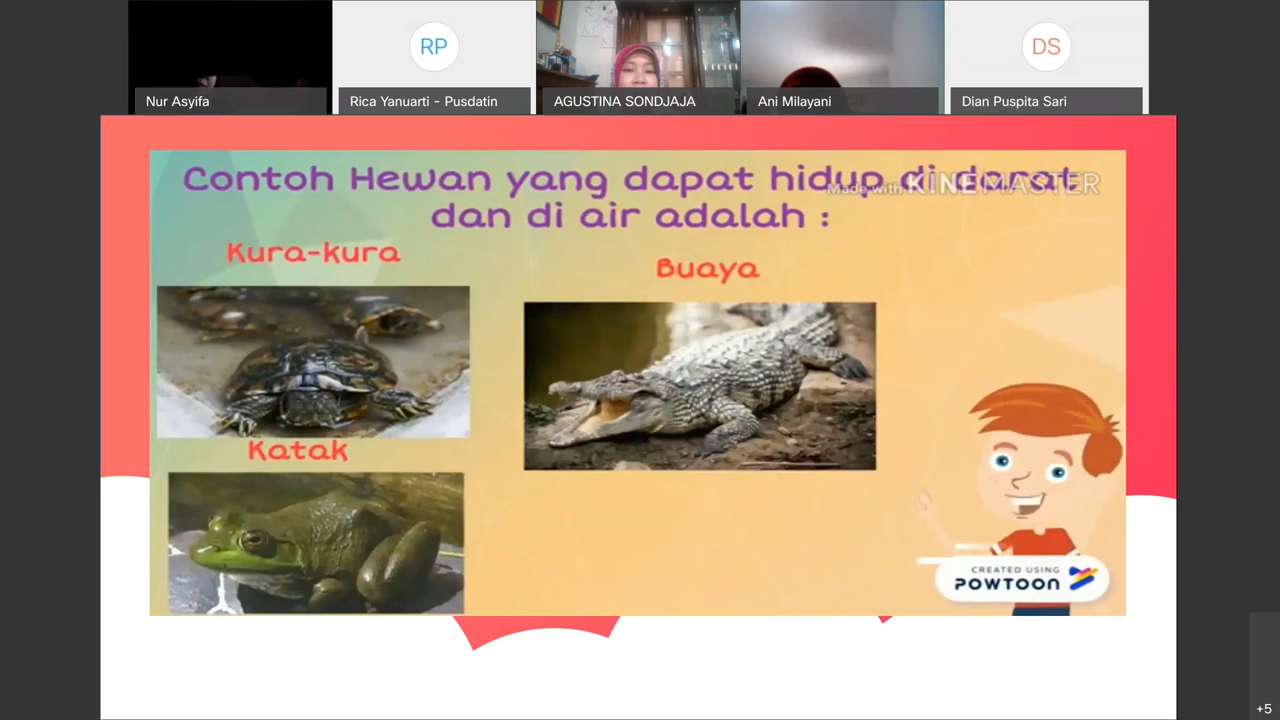 RP
DS
Nur Asyifa
Rica Yanuarti - Pusdatin
AGUSTINA SONDJAJA
Ani Milayani
Dian Puspita Sari
Contoh Hewan yang dapat hidup di darat
Made with KINEMASTER
dan di air adalah :
Kura-kura
Buaya
Katak
CREATED USING
POWTOON
+5